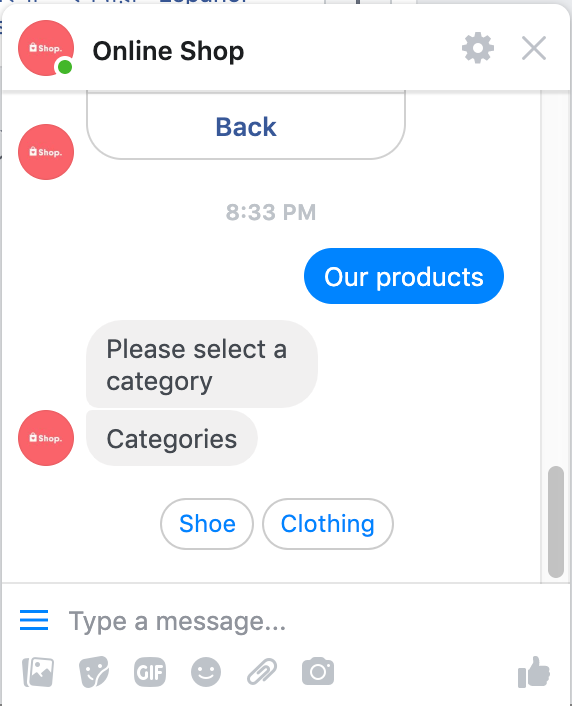 Español
Shop.
Online Shop
Back
Shop.
8:33 PM
Our products
Please select a
category
Categories
Shop.
Shoe
Clothing
Type a message...
GIF